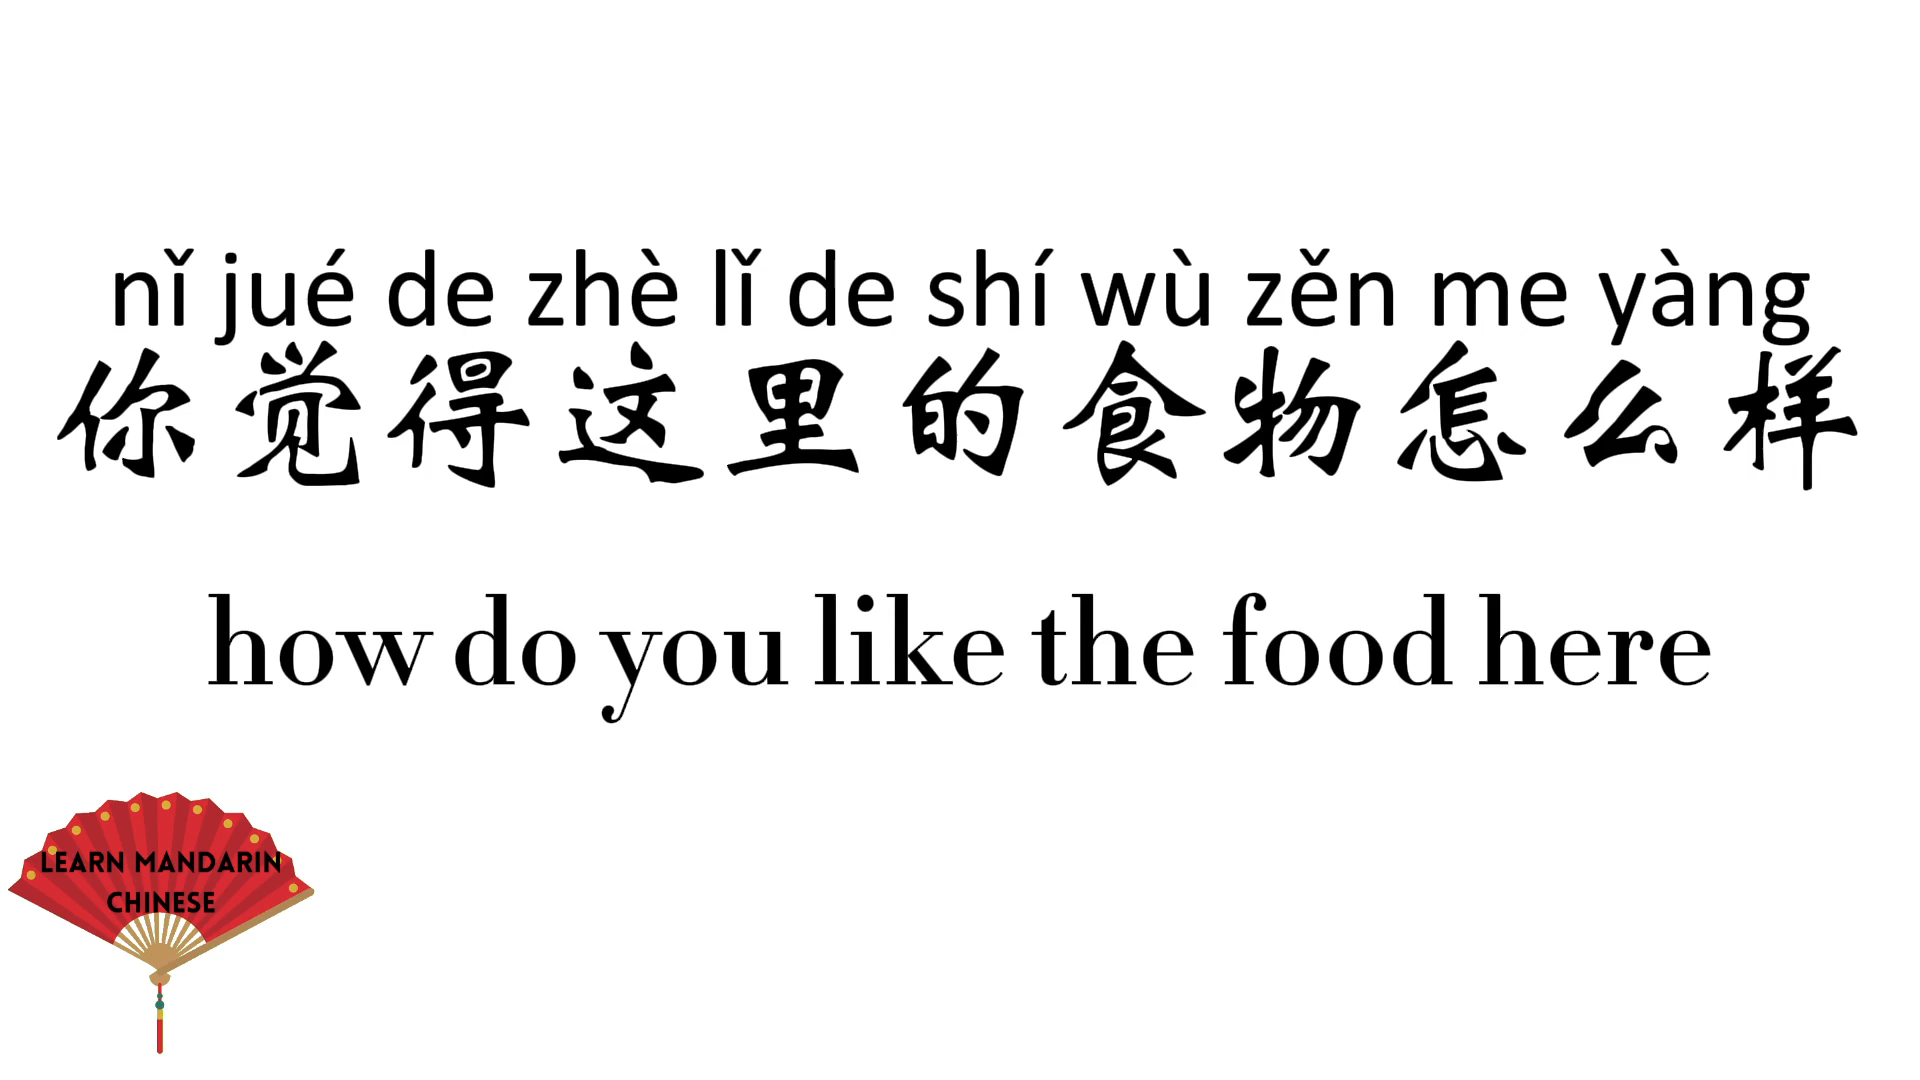 nǐ jué de zhè lǐ de shí wù zěn me yàng
你觉得这里的食物怎么样
how do you like the food here
LEARN MANDARIN
CHINESE